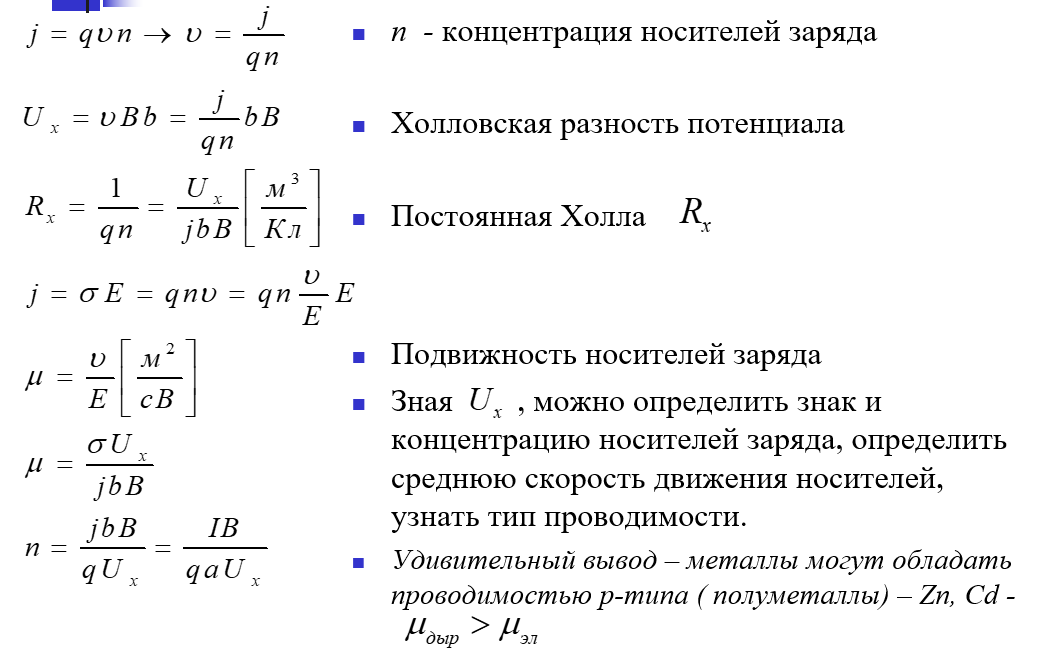 j = qυn → υ = j/qn
n - концентрация носителей заряда
U_x = υBb = j/qn bB
Холловская разность потенциала
R_x = 1/qn = U_x/jbB [м³/Кл]
Постоянная Холла R_x
j = σE = qnυ = qn υ/E E
μ = υ/E [м²/сВ]
Подвижность носителей заряда
μ = σU_x/jbB
n = jbB/qU_x = IB/qaU_x
Зная U_x , можно определить знак и
концентрацию носителей заряда, определить
среднюю скорость движения носителей,
узнать тип проводимости.
Удивительный вывод – металлы могут обладать
проводимостью p-типа ( полуметаллы) – Zn, Cd -
μ_дыр > μ_эл